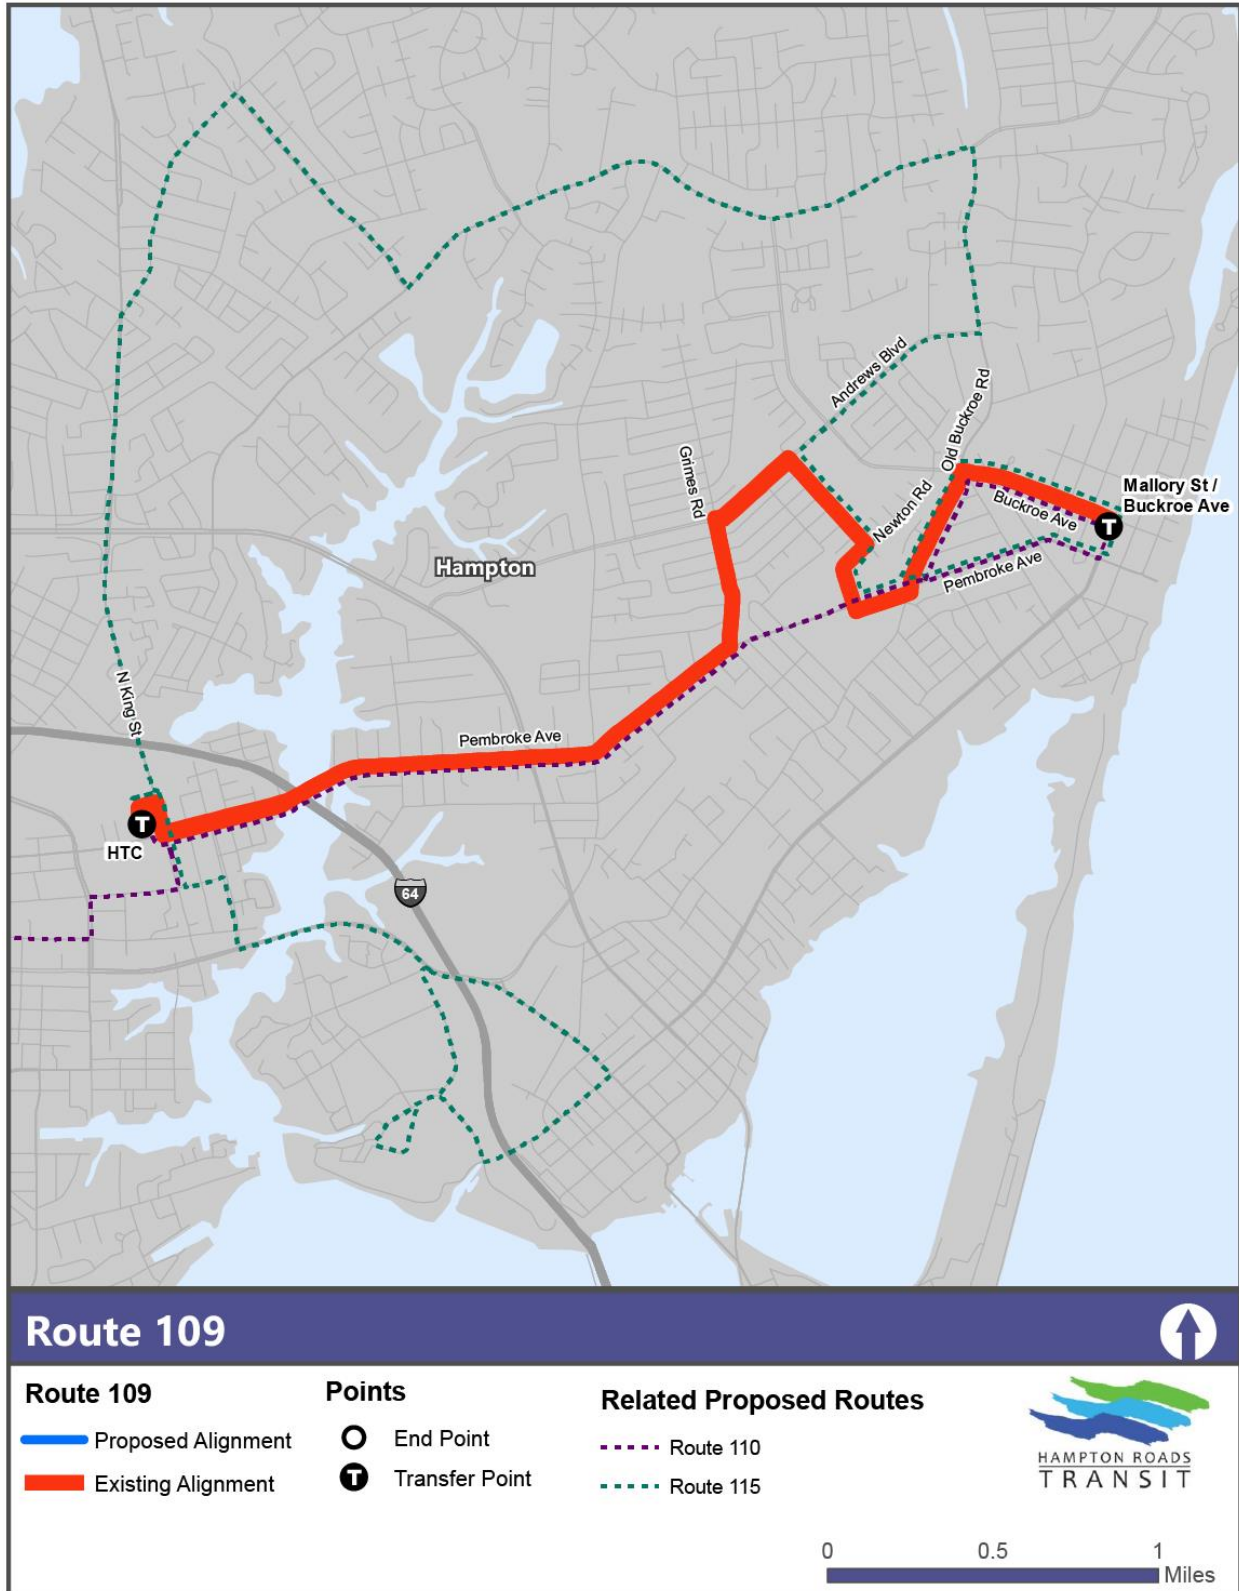 Andrews Blvd
Old Buckroe Rd
Grimes Rd
Newton Rd
Mallory St /
Buckroe Ave
Buckroe Ave
T
Hampton
Pembroke Ave
N King St
Pembroke Ave
T
HTC
64
Route 109
Route 109
Proposed Alignment
Existing Alignment
Points
End Point
T Transfer Point
Related Proposed Routes
Route 110
Route 115
HAMPTON ROADS
TRANSIT
0 0.5 1
Miles